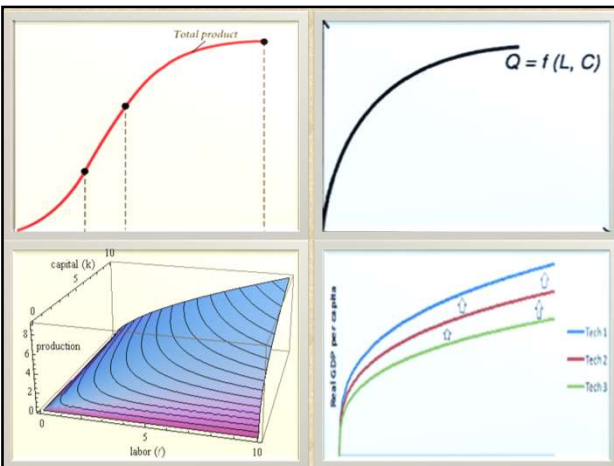 Total product
Q = f (L, C)
capital (k)
10
5
0
production
8
6
4
2
0
0
5
10
labor (ℓ)
Real GDP per capita
Tech 1
Tech 2
Tech 3